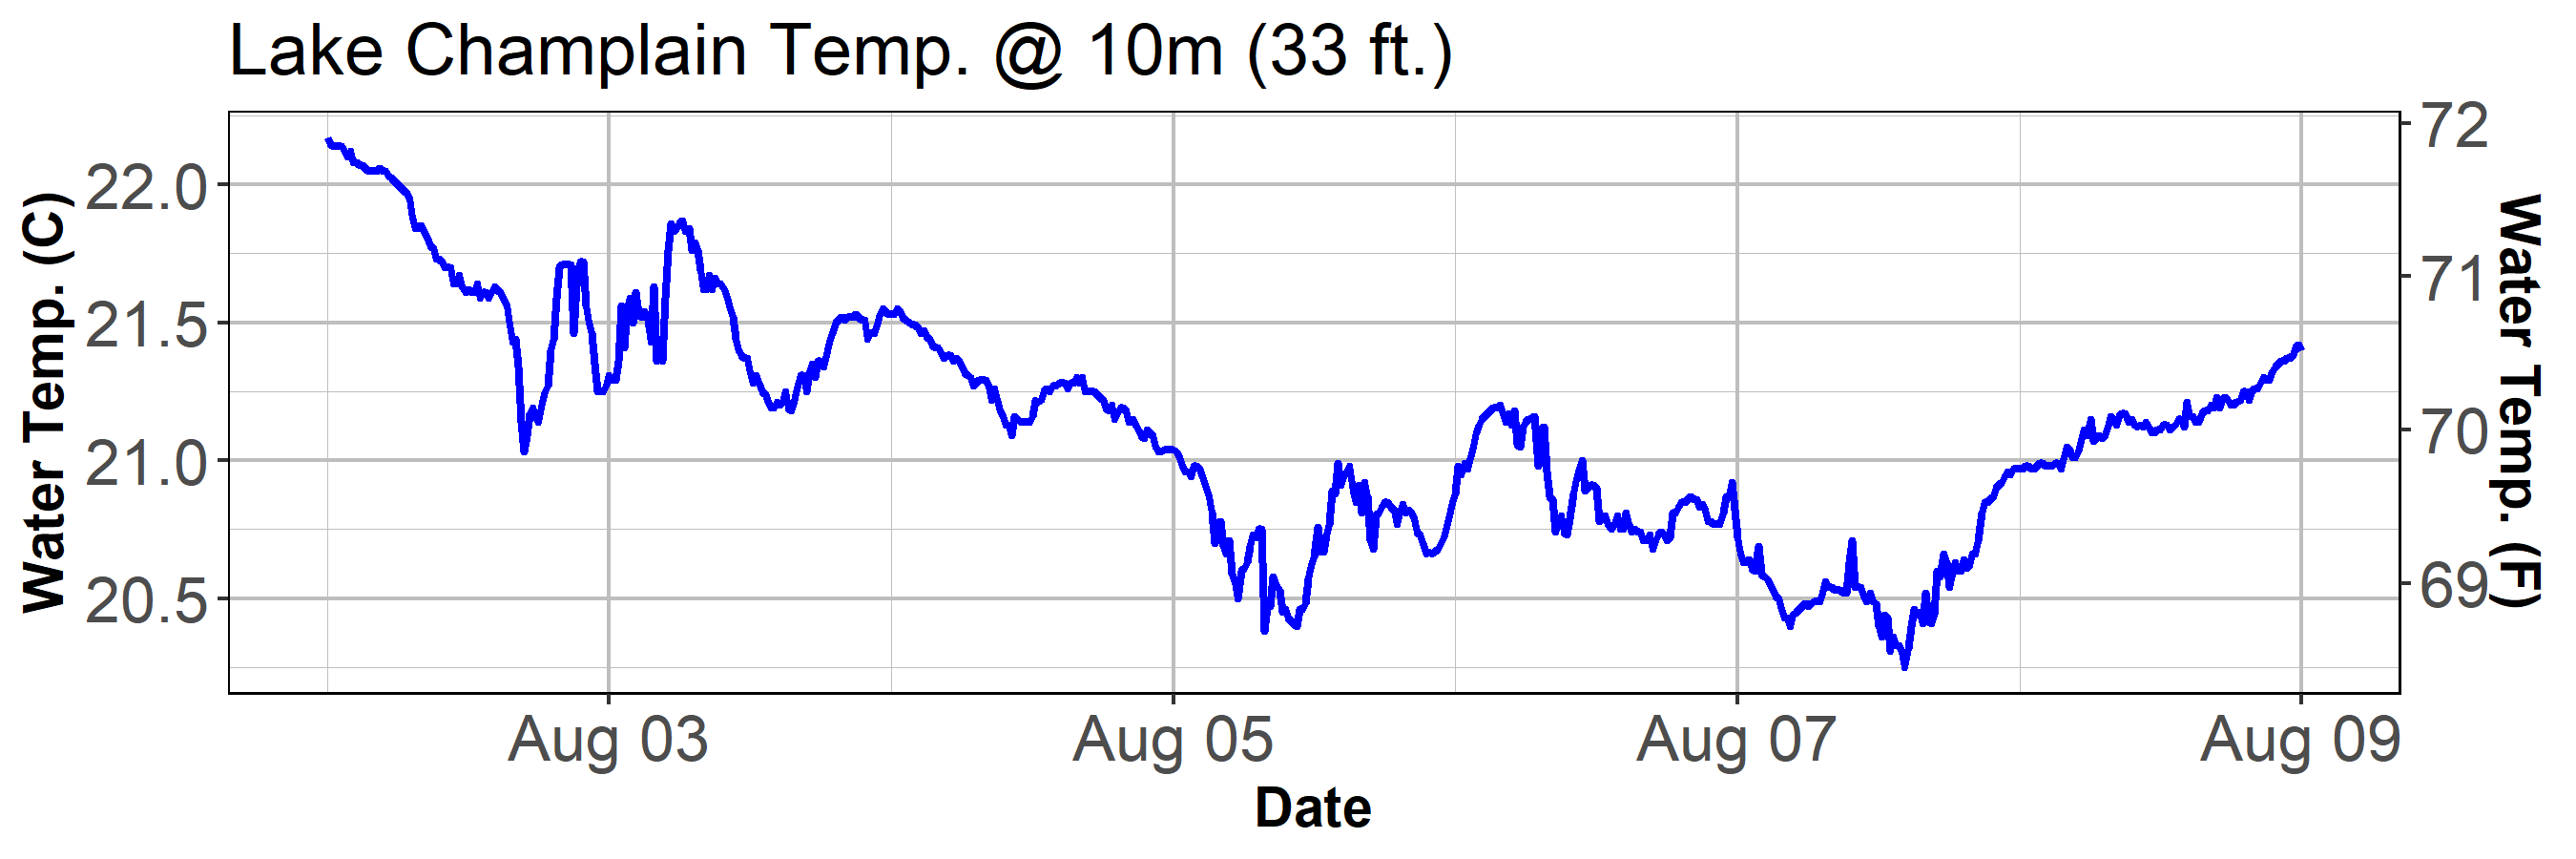 Lake Champlain Temp. @ 10m (33 ft.)
Water Temp. (C)
22.0
21.5
21.0
20.5
72
71
70
69
Water Temp. (F)
Aug 03 Aug 05 Aug 07 Aug 09
Date